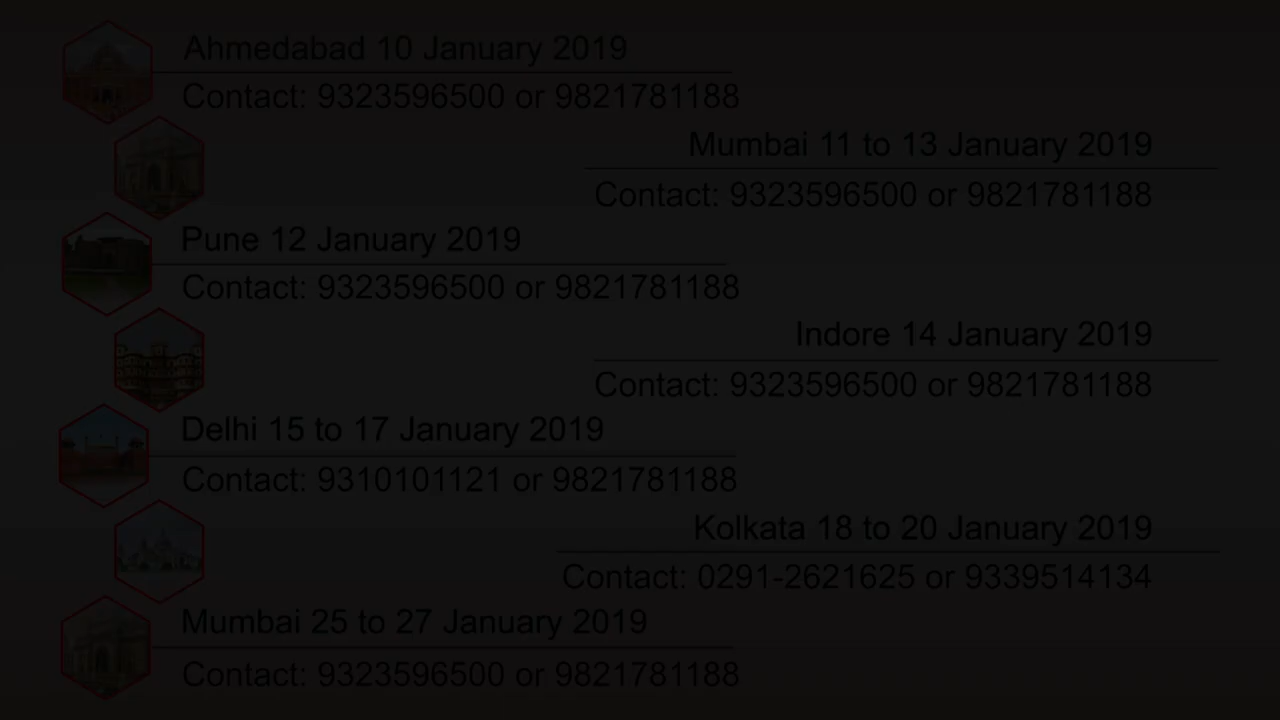 Ahmedabad 10 January 2019
Contact: 9323596500 or 9821781188
Mumbai 11 to 13 January 2019
Contact: 9323596500 or 9821781188
Pune 12 January 2019
Contact: 9323596500 or 9821781188
Indore 14 January 2019
Contact: 9323596500 or 9821781188
Delhi 15 to 17 January 2019
Contact: 9310101121 or 9821781188
Kolkata 18 to 20 January 2019
Contact: 0291-2621625 or 9339514134
Mumbai 25 to 27 January 2019
Contact: 9323596500 or 9821781188